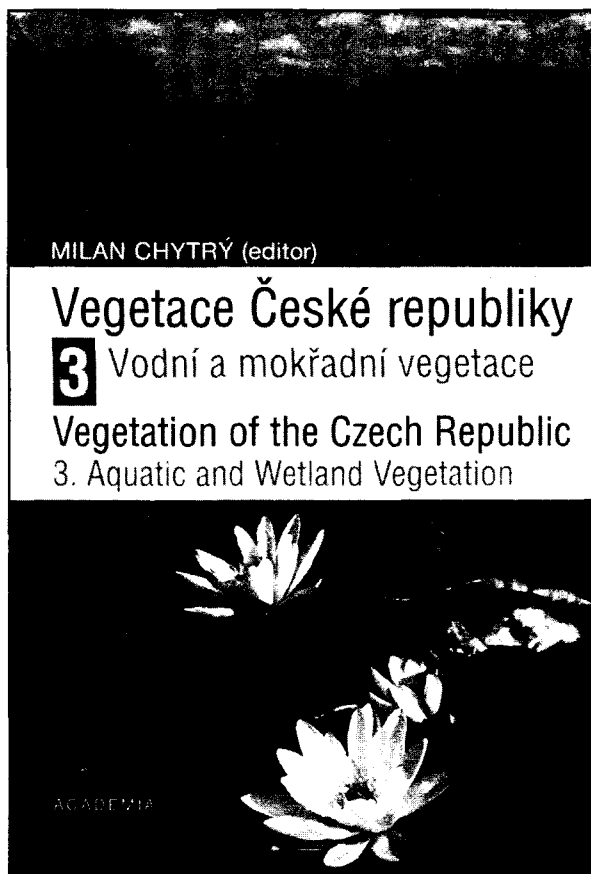 MILAN CHYTRÝ (editor)
Vegetace České republiky
3 Vodní a mokřadní vegetace
Vegetation of the Czech Republic
3. Aquatic and Wetland Vegetation
ACADEMIA